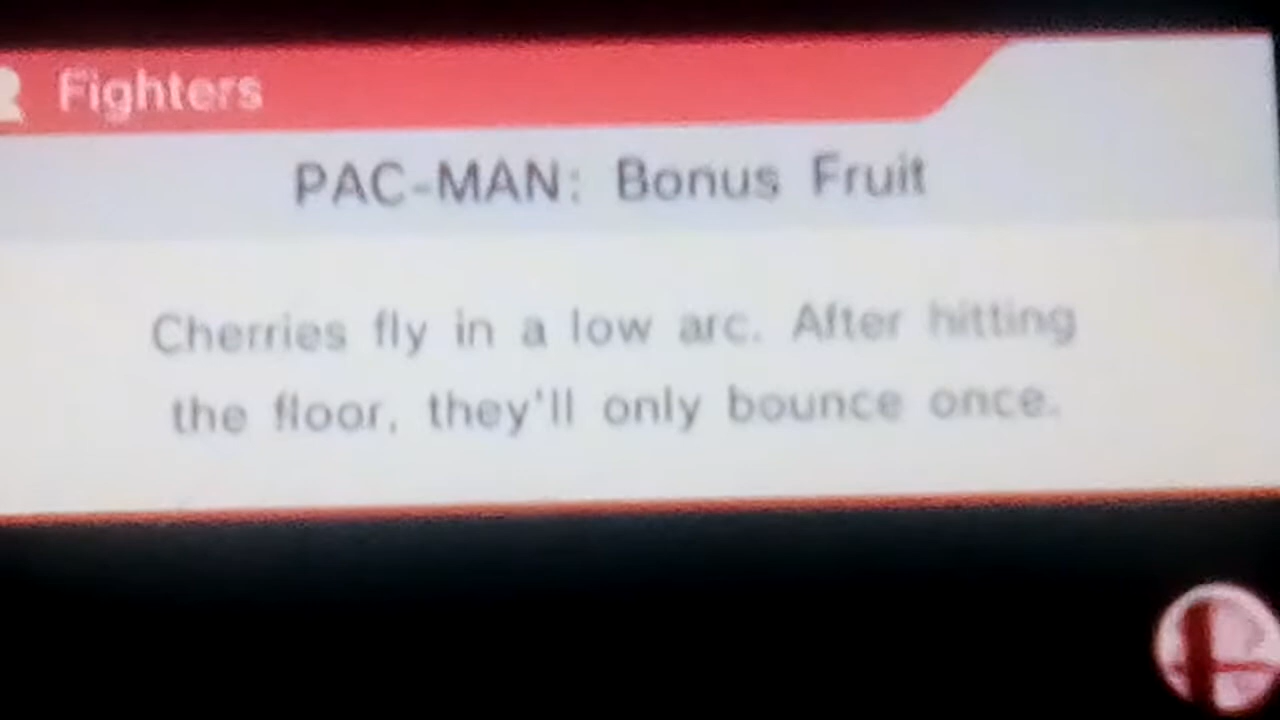 Fighters
PAC-MAN: Bonus Fruit
Cherries fly in a low arc. After hitting
the floor, they'll only bounce once.